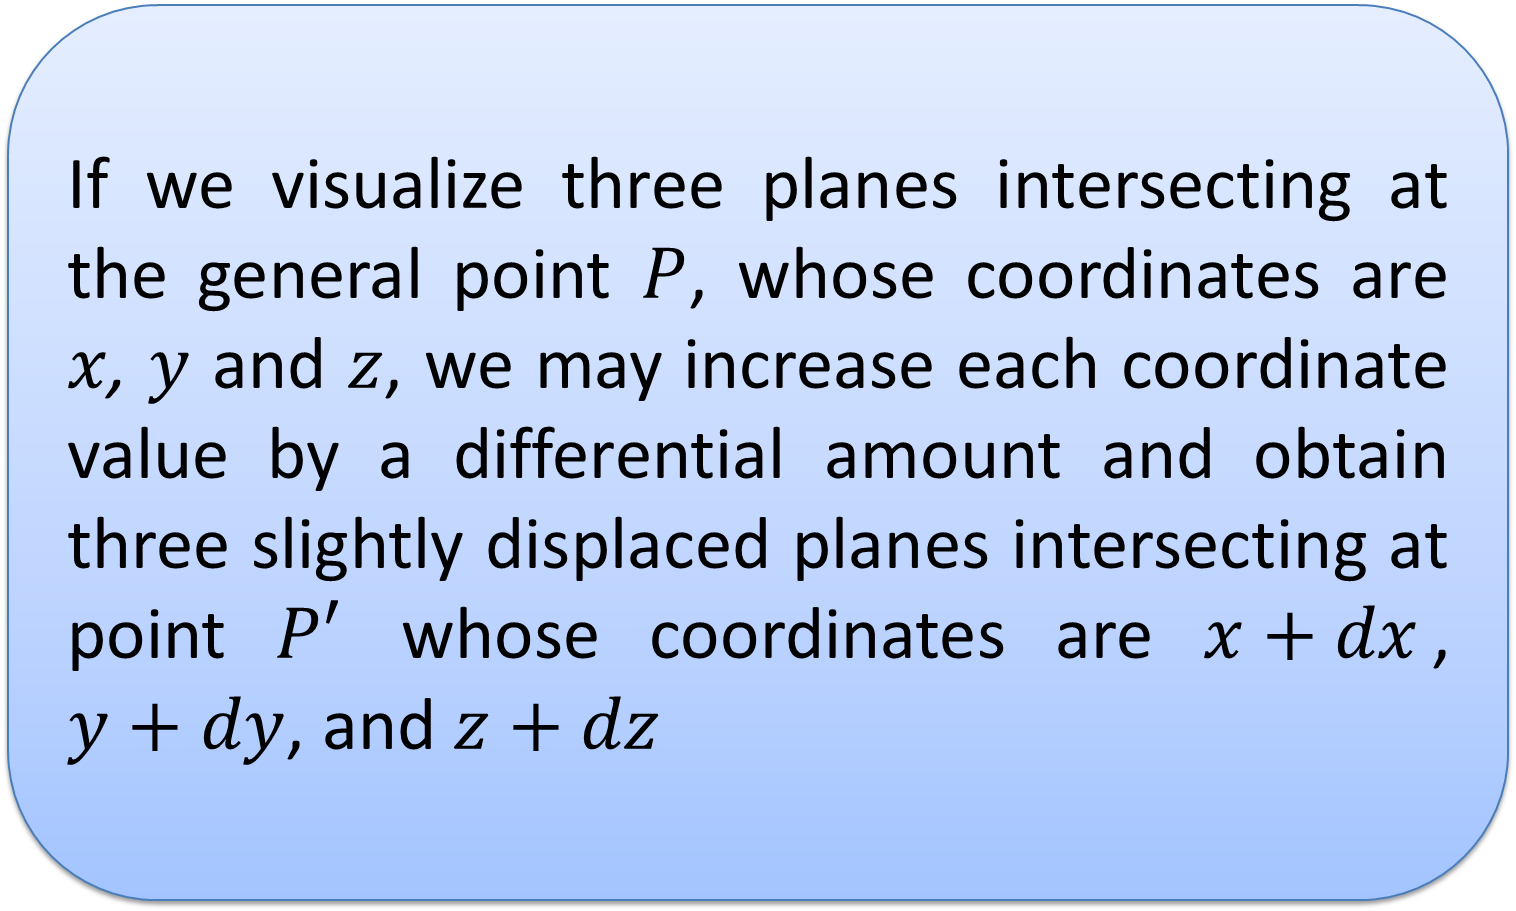 If we visualize three planes intersecting at
the general point P, whose coordinates are
x, y and z, we may increase each coordinate
value by a differential amount and obtain
three slightly displaced planes intersecting at
point P′ whose coordinates are x + dx ,
y + dy, and z + dz